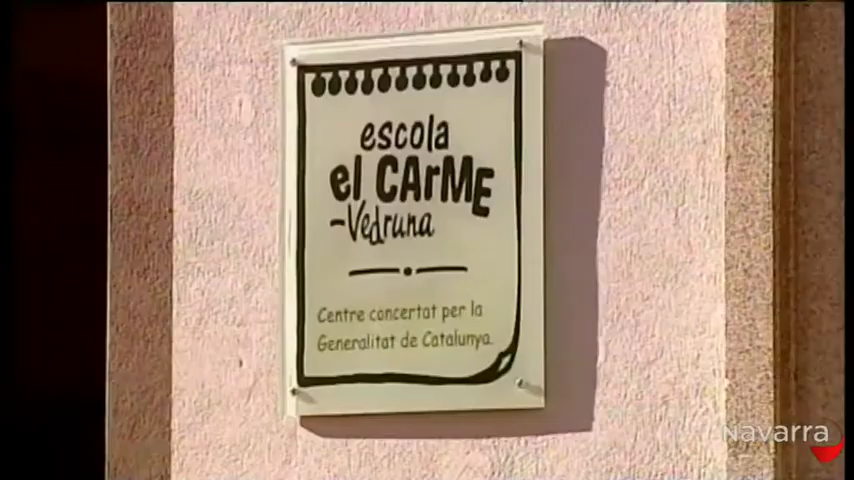 escola
el CArME
-Vedruna
Centre concertat per la
Generalitat de Catalunya.
Navarra